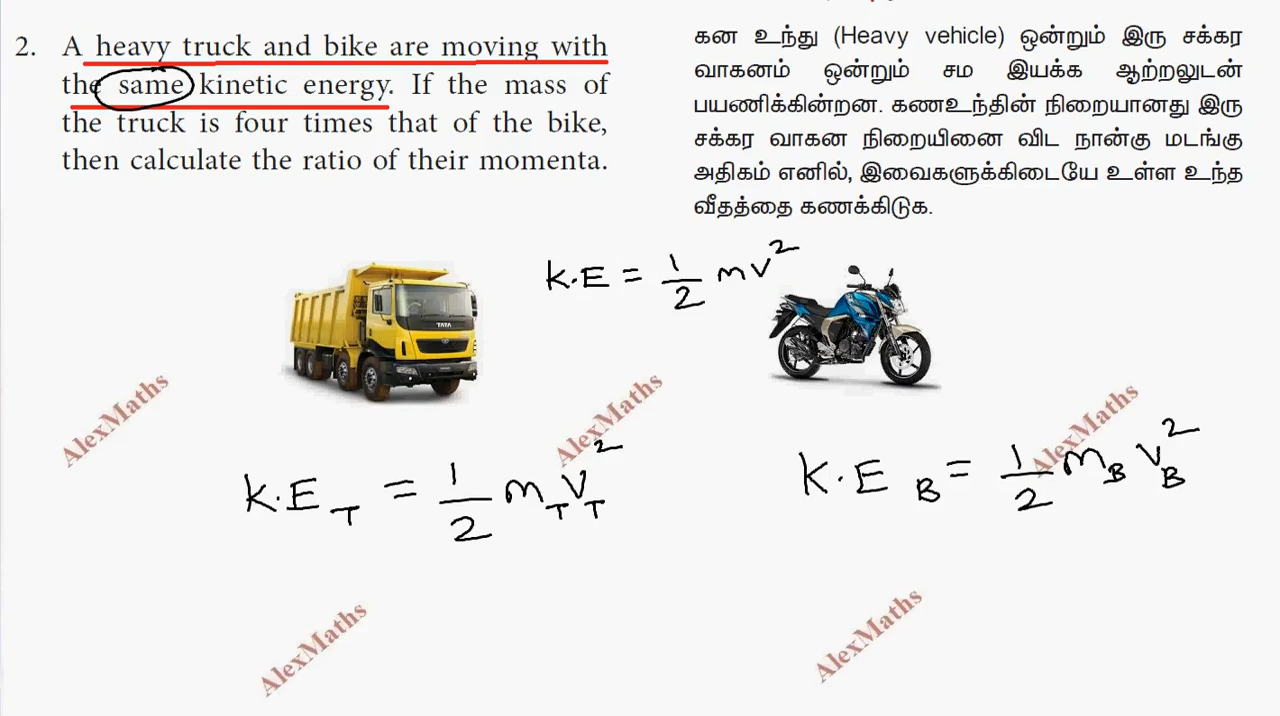 2. A heavy truck and bike are moving with
the same kinetic energy. If the mass of
the truck is four times that of the bike,
then calculate the ratio of their momenta.
கன உந்து (Heavy vehicle) ஒன்றும் இரு சக்கர
வாகனம் ஒன்றும் சம இயக்க ஆற்றலுடன்
பயணிக்கின்றன. கணஉந்தின் நிறையானது இரு
சக்கர வாகன நிறையினை விட நான்கு மடங்கு
அதிகம் எனில், இவைகளுக்கிடையே உள்ள உந்த
வீதத்தை கணக்கிடுக.
K.E = 1/2 mv²
TATA
AlexMaths
AlexMaths
AlexMaths
K.E_T = 1/2 m_T v_T²
K.E_B = 1/2 m_B v_B²
AlexMaths
AlexMaths